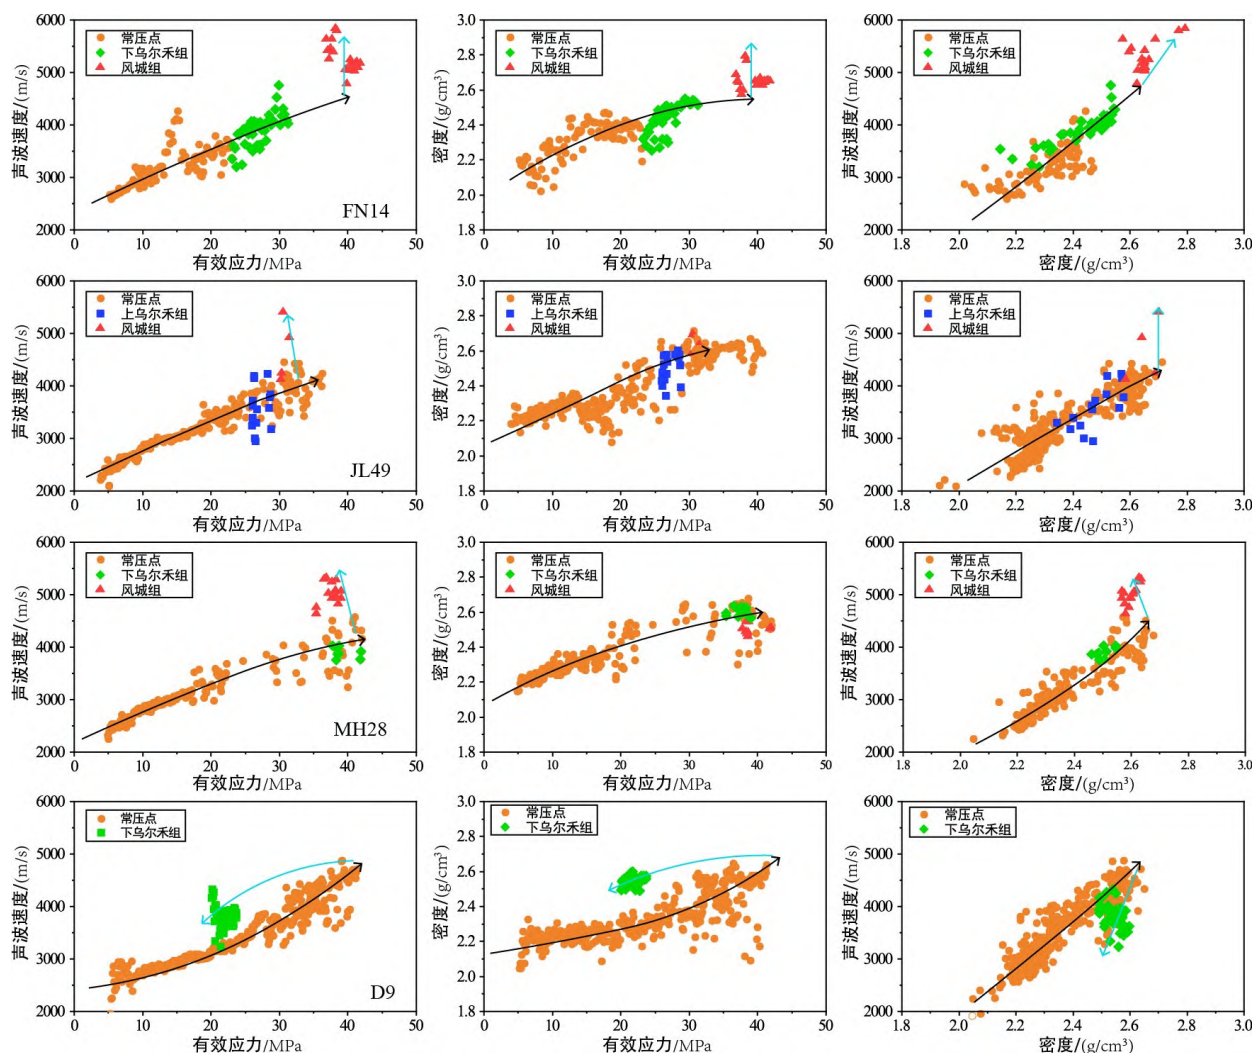 6000
5000
4000
3000
2000
声波速度/(m/s)
常压点
下乌尔禾组
风城组
FN14
0 10 20 30 40 50
有效应力/MPa
3.0
2.8
2.6
2.4
2.2
2.0
密度/(g/cm³)
常压点
下乌尔禾组
风城组
0 10 20 30 40 50
有效应力/MPa
6000
5000
4000
3000
2000
声波速度/(m/s)
常压点
下乌尔禾组
风城组
1.8 2.0 2.2 2.4 2.6 2.8 3.0
密度/(g/cm³)
6000
5000
4000
3000
2000
声波速度/(m/s)
常压点
上乌尔禾组
风城组
JL49
0 10 20 30 40 50
有效应力/MPa
3.0
2.8
2.6
2.4
2.2
2.0
1.8
密度/(g/cm³)
常压点
上乌尔禾组
风城组
0 10 20 30 40 50
有效应力/MPa
6000
5000
4000
3000
2000
声波速度/(m/s)
常压点
上乌尔禾组
风城组
1.8 2.0 2.2 2.4 2.6 2.8 3.0
密度/(g/cm³)
6000
5000
4000
3000
2000
声波速度/(m/s)
常压点
下乌尔禾组
风城组
MH28
0 10 20 30 40 50
有效应力/MPa
3.0
2.8
2.6
2.4
2.2
2.0
1.8
密度/(g/cm³)
常压点
下乌尔禾组
风城组
0 10 20 30 40 50
有效应力/MPa
6000
5000
4000
3000
2000
声波速度/(m/s)
常压点
下乌尔禾组
风城组
1.8 2.0 2.2 2.4 2.6 2.8 3.0
密度/(g/cm³)
6000
5000
4000
3000
2000
声波速度/(m/s)
常压点
下乌尔禾组
D9
0 10 20 30 40 50
有效应力/MPa
3.0
2.8
2.6
2.4
2.2
2.0
1.8
密度/(g/cm³)
常压点
下乌尔禾组
0 10 20 30 40 50
有效应力/MPa
6000
5000
4000
3000
2000
声波速度/(m/s)
常压点
下乌尔禾组
1.8 2.0 2.2 2.4 2.6 2.8 3.0
密度/(g/cm³)